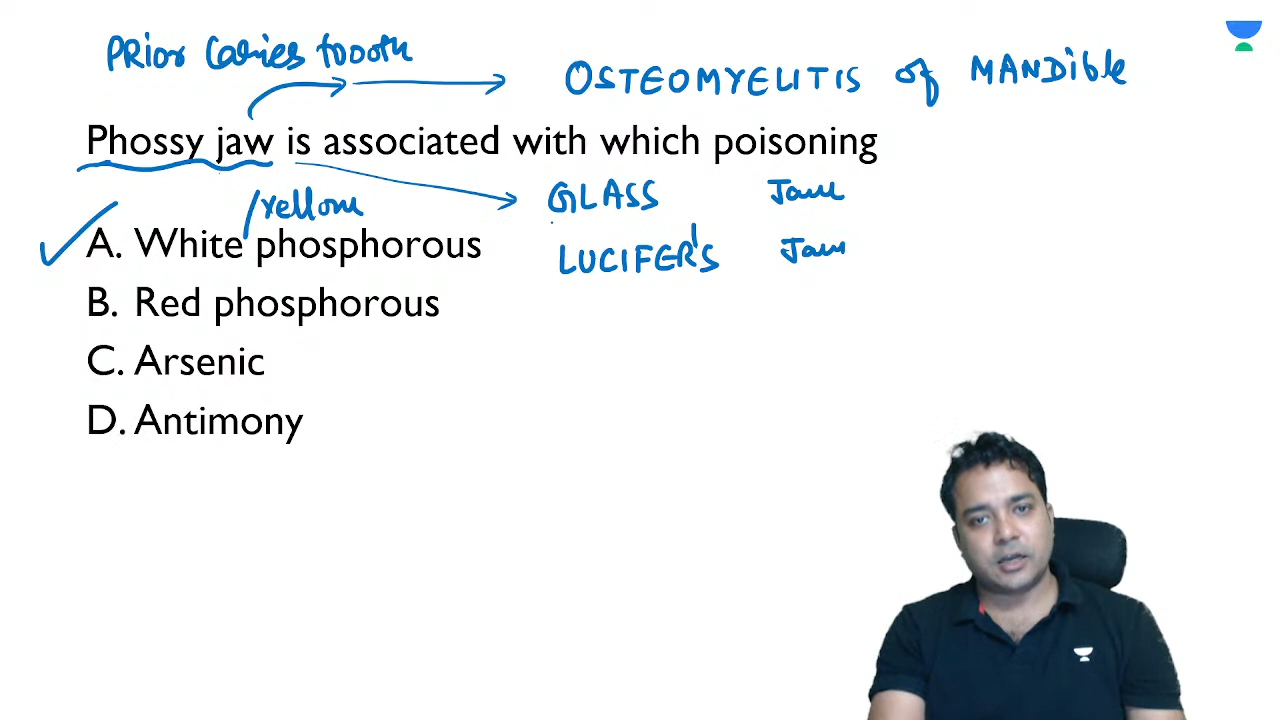 PRior Caries toooth
OSTEOMYELITIS of MANDible
Phossy jaw is associated with which poisoning
GLASS Jaw
/yellow
A. White phosphorous
LUCIFER'S Jaw
B. Red phosphorous
C. Arsenic
D. Antimony